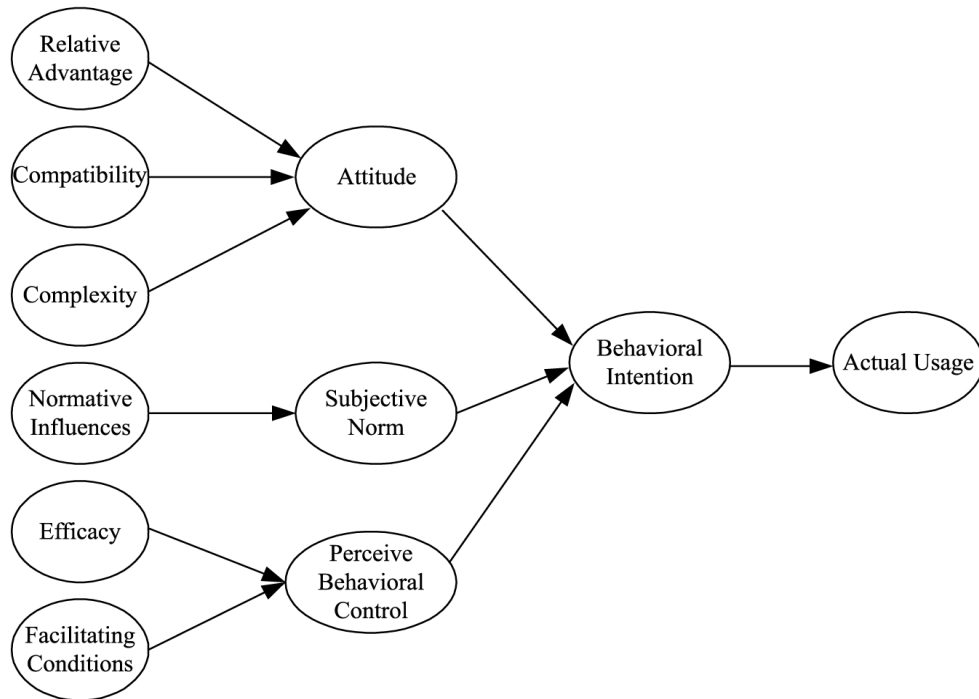 Relative
Advantage
Compatibility
Attitude
Complexity
Behavioral
Intention
Actual Usage
Normative
Influences
Subjective
Norm
Efficacy
Perceive
Behavioral
Control
Facilitating
Conditions